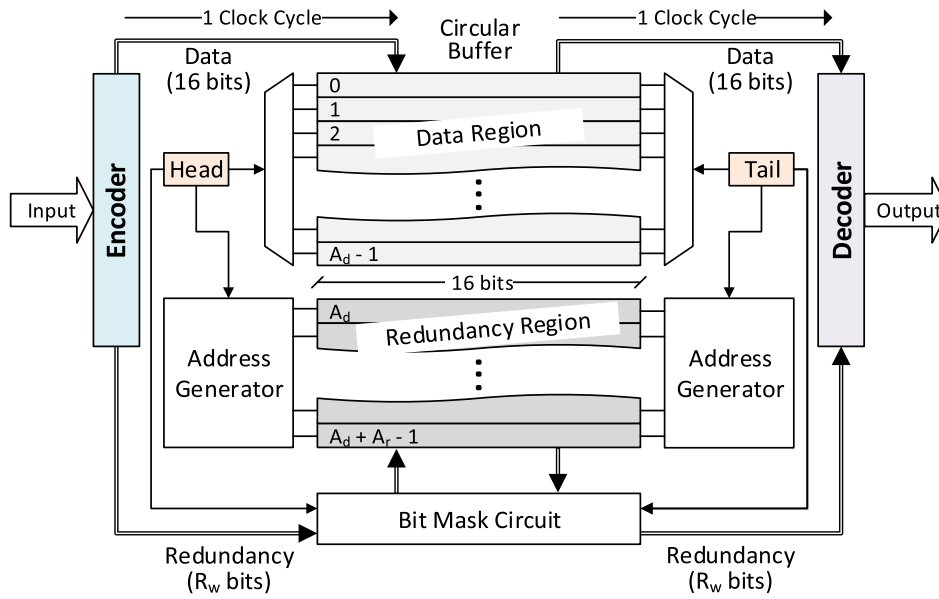 1 Clock Cycle
Circular
Buffer
1 Clock Cycle
Data
(16 bits)
Data
(16 bits)
0
1
2
Data Region
Head
Tail
Input
Encoder
Decoder
Output
A_d - 1
16 bits
A_d
Redundancy Region
Address
Generator
Address
Generator
A_d + A_r - 1
Bit Mask Circuit
Redundancy
(R_w bits)
Redundancy
(R_w bits)